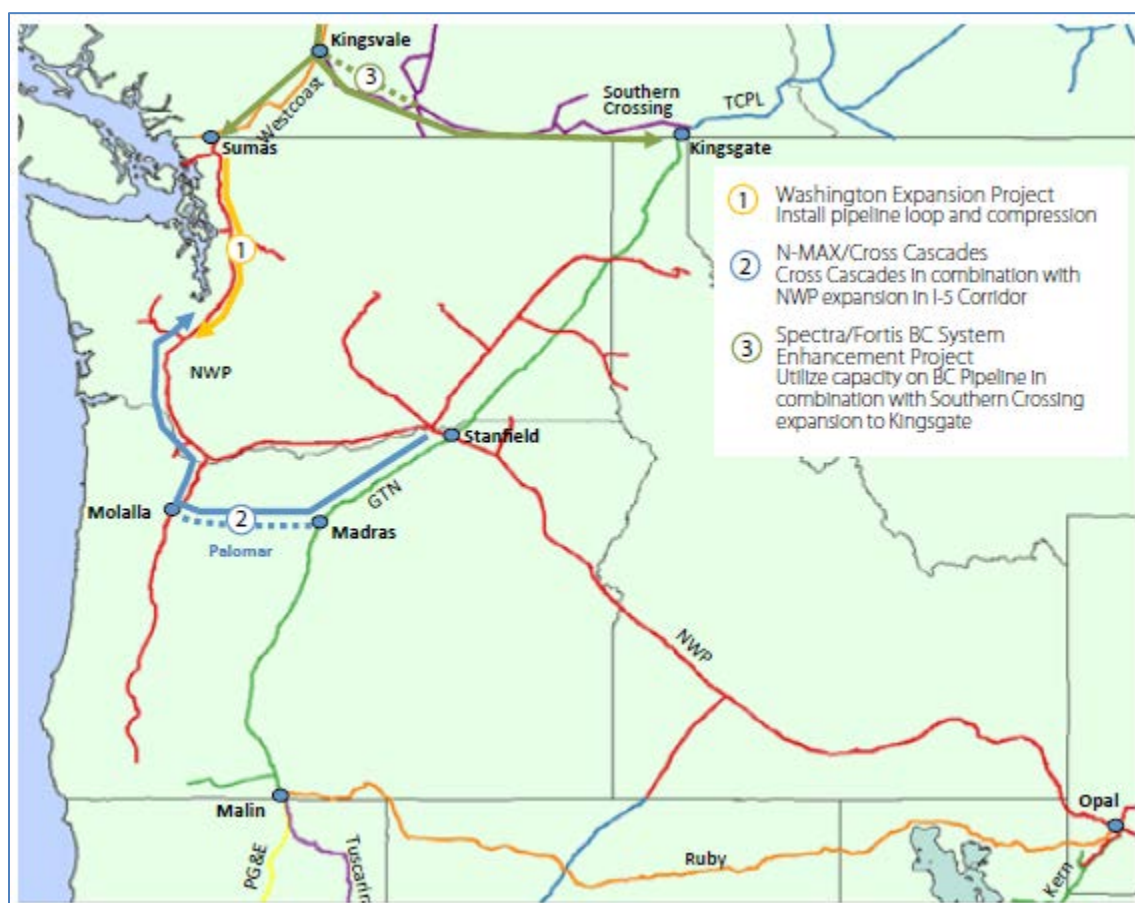 Kingsvale
3
Westcoast
Southern
Crossing
TCPL
Sumas
Kingsgate
1
1 Washington Expansion Project
Install pipeline loop and compression
2 N-MAX/Cross Cascades
Cross Cascades in combination with
NWP expansion in I-5 Corridor
3 Spectra/Fortis BC System
Enhancement Project
Utilize capacity on BC Pipeline in
combination with Southern Crossing
expansion to Kingsgate
NWP
Stanfield
GTN
Molalla
2
Madras
Palomar
NWP
Malin
Opal
PG&E
Tuscarira
Ruby
Kern